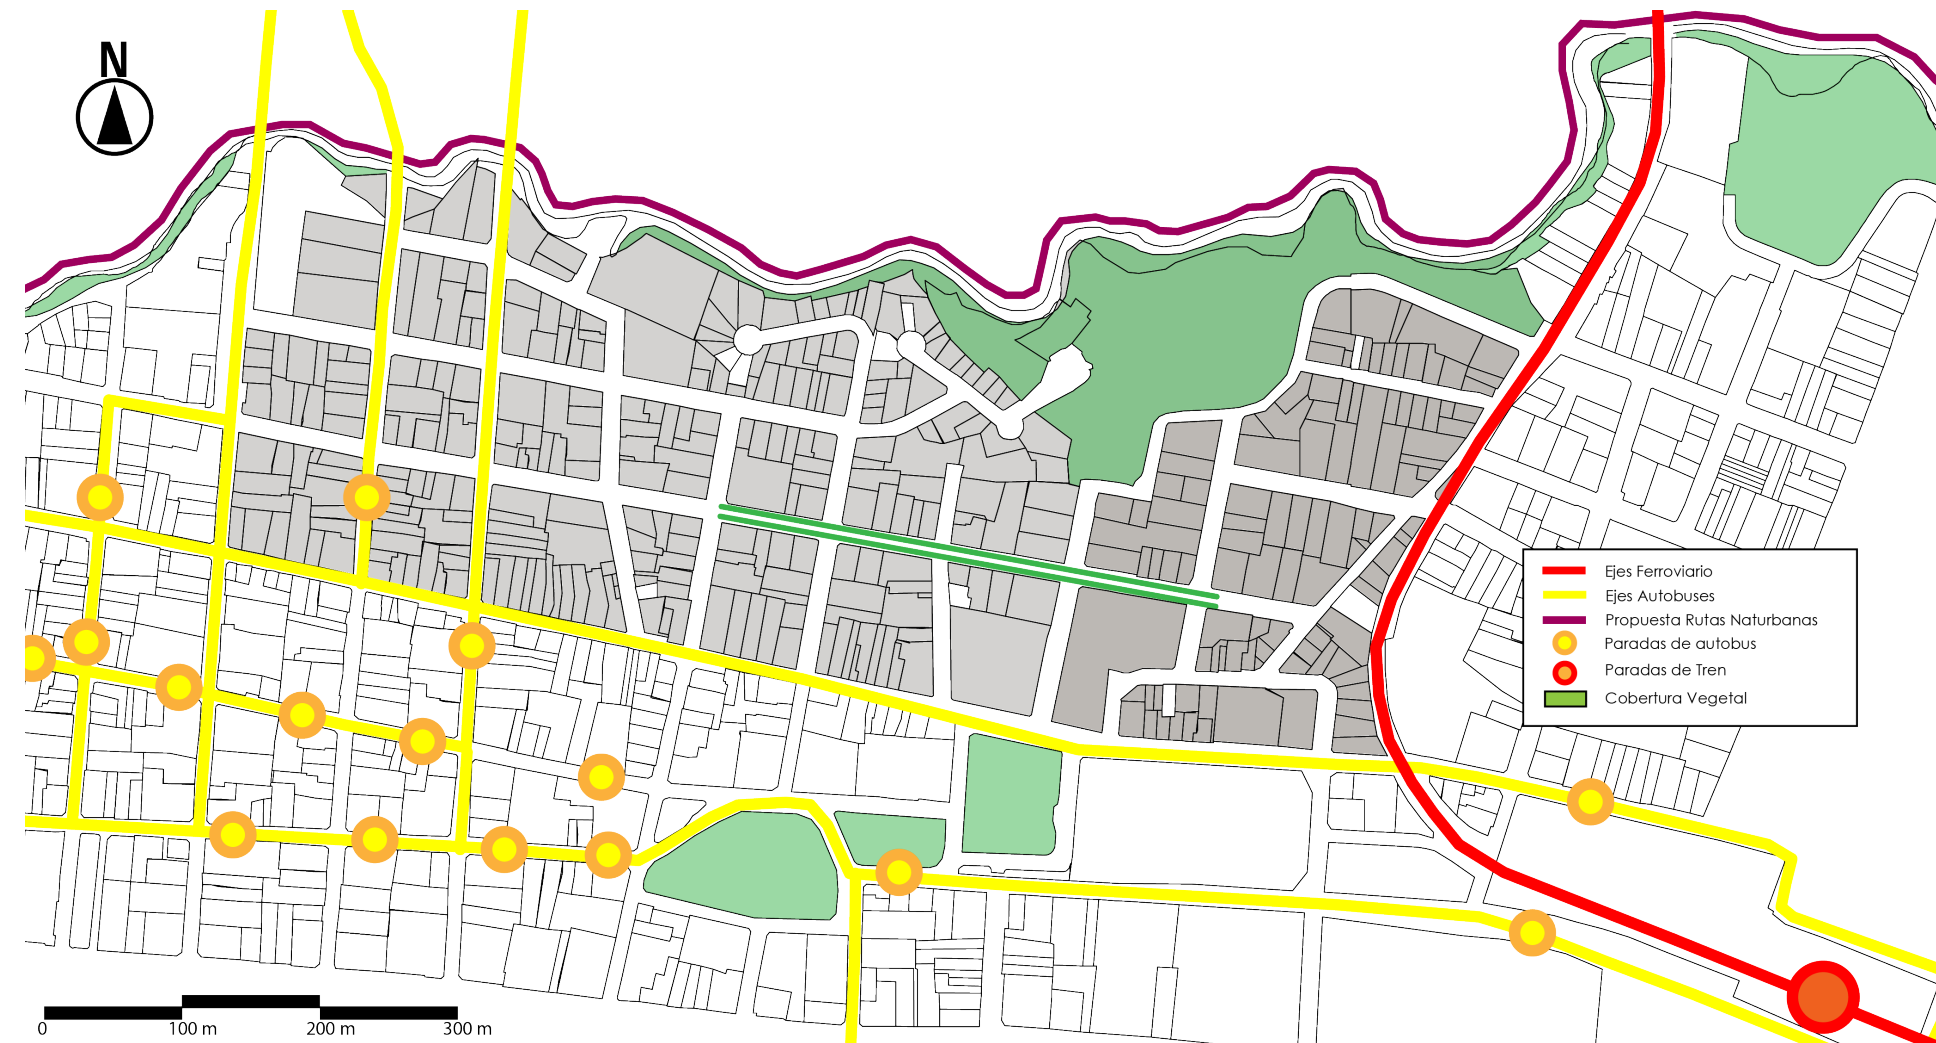 N
Ejes Ferroviario
Ejes Autobuses
Propuesta Rutas Naturbanas
Paradas de autobus
Paradas de Tren
Cobertura Vegetal
0 100 m 200 m 300 m